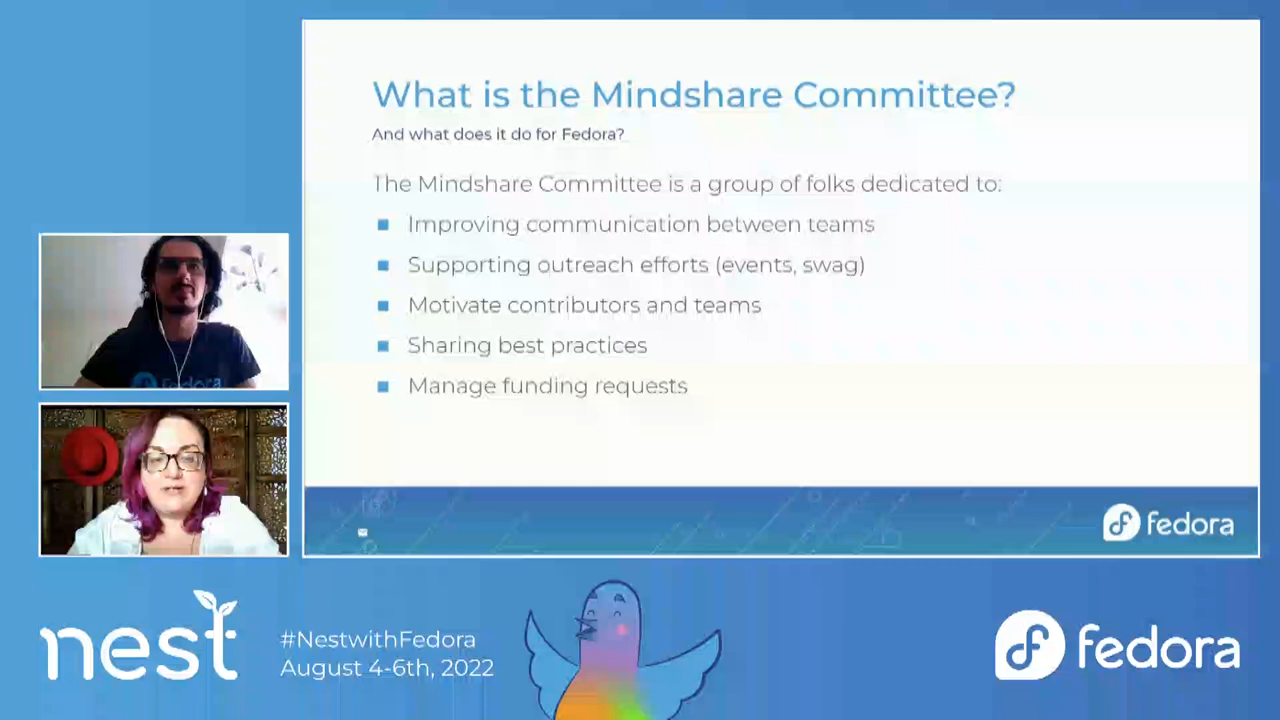 What is the Mindshare Committee?
And what does it do for Fedora?
The Mindshare Committee is a group of folks dedicated to:
Improving communication between teams
Supporting outreach efforts (events, swag)
Motivate contributors and teams
Sharing best practices
Manage funding requests
fedora
fedora
nest
#NestwithFedora
August 4-6th, 2022
fedora